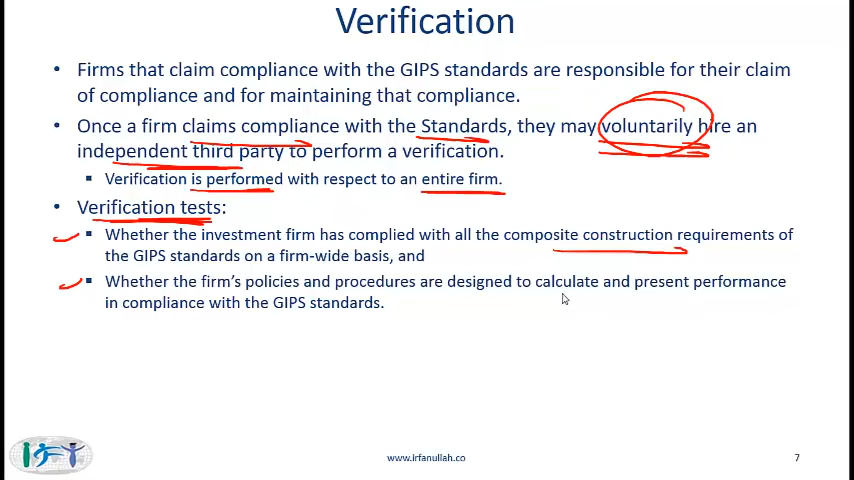 Verification
• Firms that claim compliance with the GIPS standards are responsible for their claim
of compliance and for maintaining that compliance.
• Once a firm claims compliance with the Standards, they may voluntarily hire an
independent third party to perform a verification.
▪ Verification is performed with respect to an entire firm.
• Verification tests:
▪ Whether the investment firm has complied with all the composite construction requirements of
the GIPS standards on a firm-wide basis, and
▪ Whether the firm's policies and procedures are designed to calculate and present performance
in compliance with the GIPS standards.
IFT
www.irfanullah.co
7